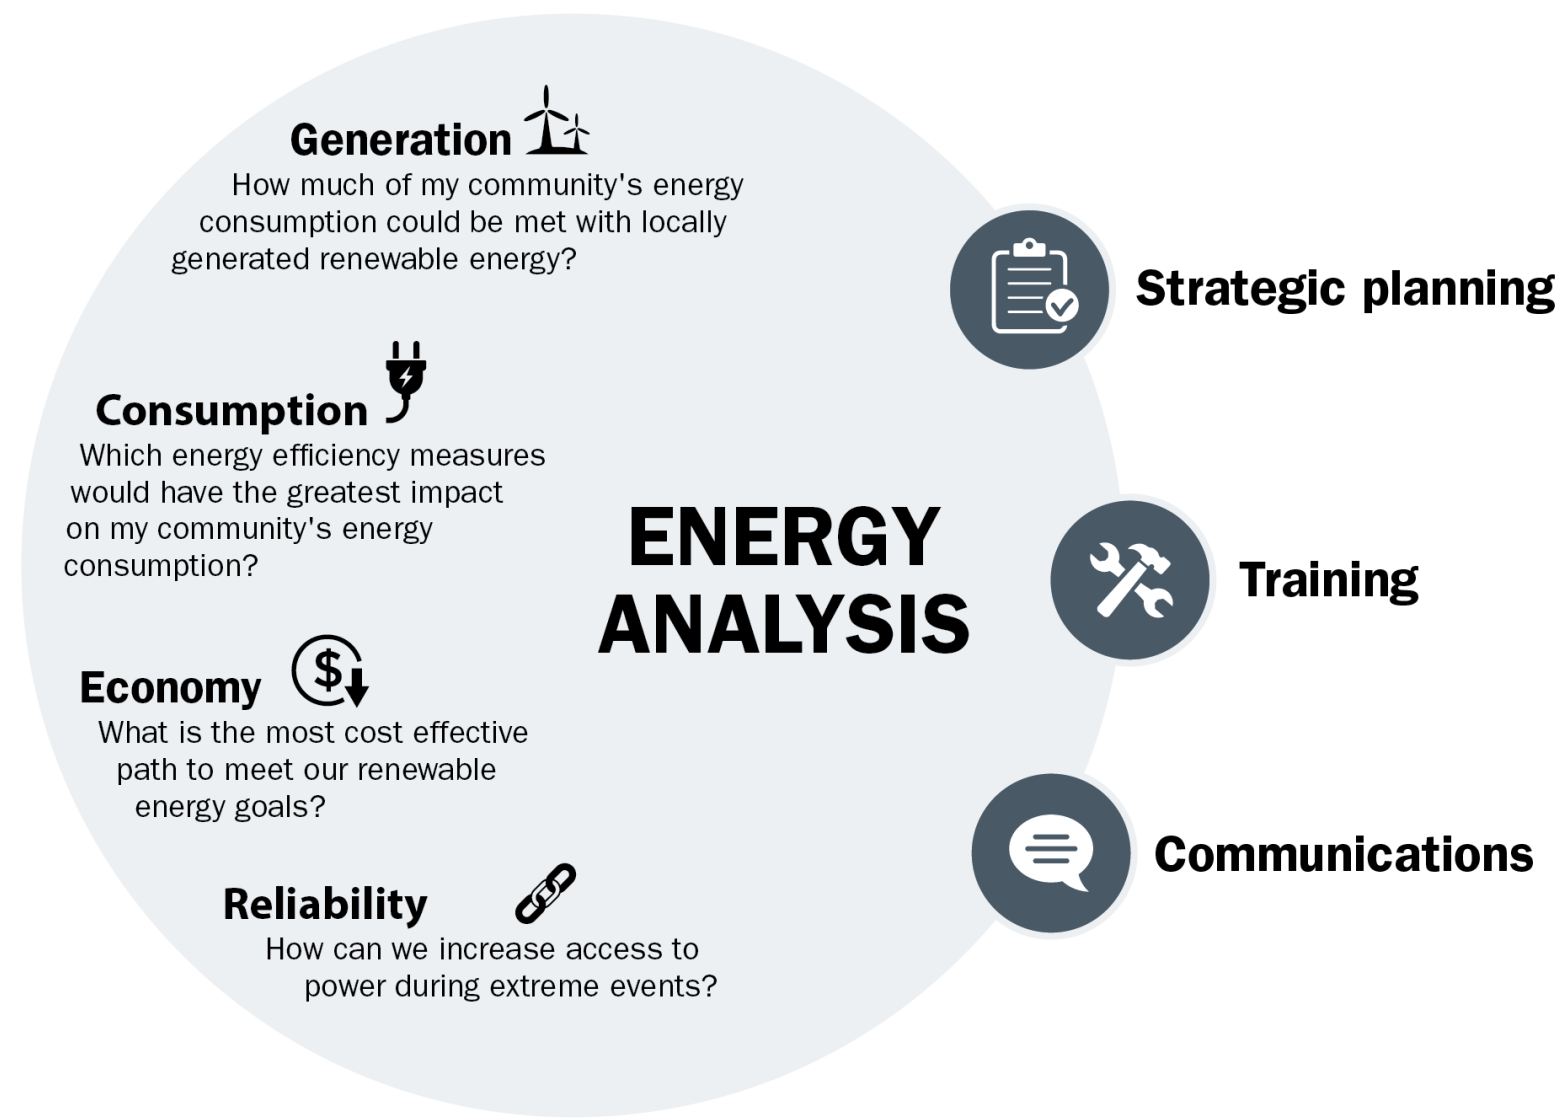 Generation
How much of my community's energy
consumption could be met with locally
generated renewable energy?
Consumption
Which energy efficiency measures
would have the greatest impact
on my community's energy
consumption?
Economy
$
What is the most cost effective
path to meet our renewable
energy goals?
Reliability
How can we increase access to
power during extreme events?
ENERGY
ANALYSIS
Strategic planning
Training
Communications